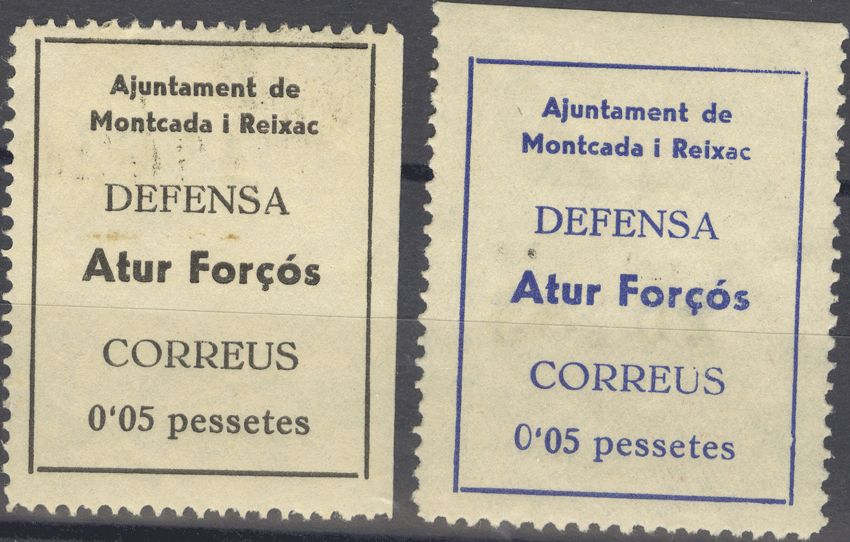 Ajuntament de
Montcada i Reixac
DEFENSA
Atur Forçós
CORREUS
0'05 pessetes
Ajuntament de
Montcada i Reixac
DEFENSA
Atur Forçós
CORREUS
0'05 pessetes